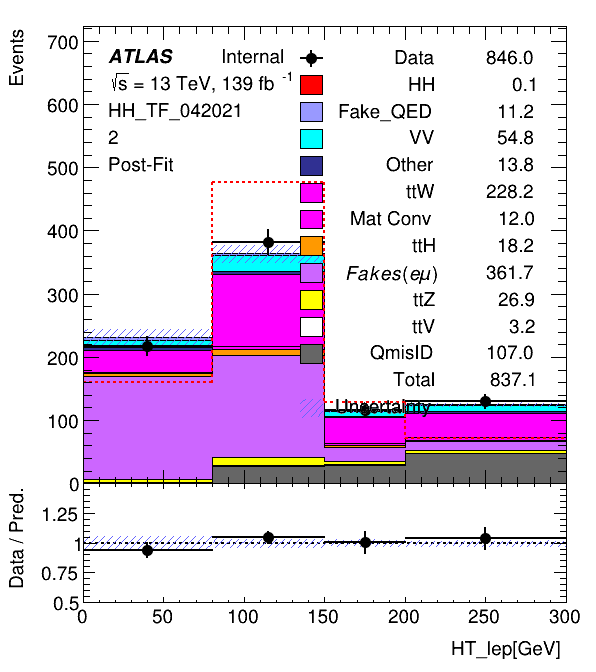 Events
700
600
500
400
300
200
100
0
ATLAS Internal
√s = 13 TeV, 139 fb⁻¹
HH_TF_042021
2
Post-Fit
Data 846.0
HH 0.1
Fake_QED 11.2
VV 54.8
Other 13.8
ttW 228.2
Mat Conv 12.0
ttH 18.2
Fakes(eμ) 361.7
ttZ 26.9
ttV 3.2
QmisID 107.0
Total 837.1
Uncertainty
Data / Pred.
1.25
1
0.75
0.5
0 50 100 150 200 250 300
HT_lep[GeV]